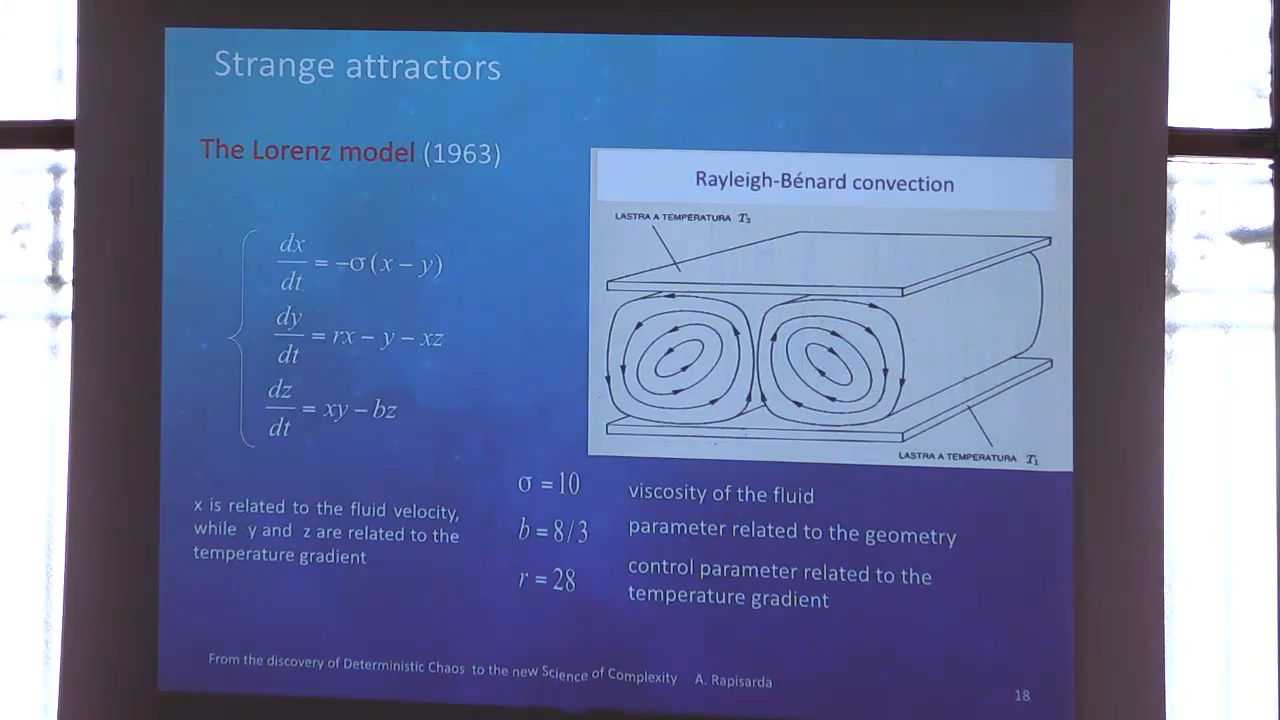 Strange attractors
The Lorenz model (1963)
dx/dt = −σ(x − y)
dy/dt = rx − y − xz
dz/dt = xy − bz
Rayleigh-Bénard convection
LASTRA A TEMPERATURA T₂
LASTRA A TEMPERATURA T₁
x is related to the fluid velocity,
while y and z are related to the
temperature gradient
σ = 10 viscosity of the fluid
b = 8/3 parameter related to the geometry
r = 28 control parameter related to the
temperature gradient
From the discovery of Deterministic Chaos to the new Science of Complexity A. Rapisarda
18